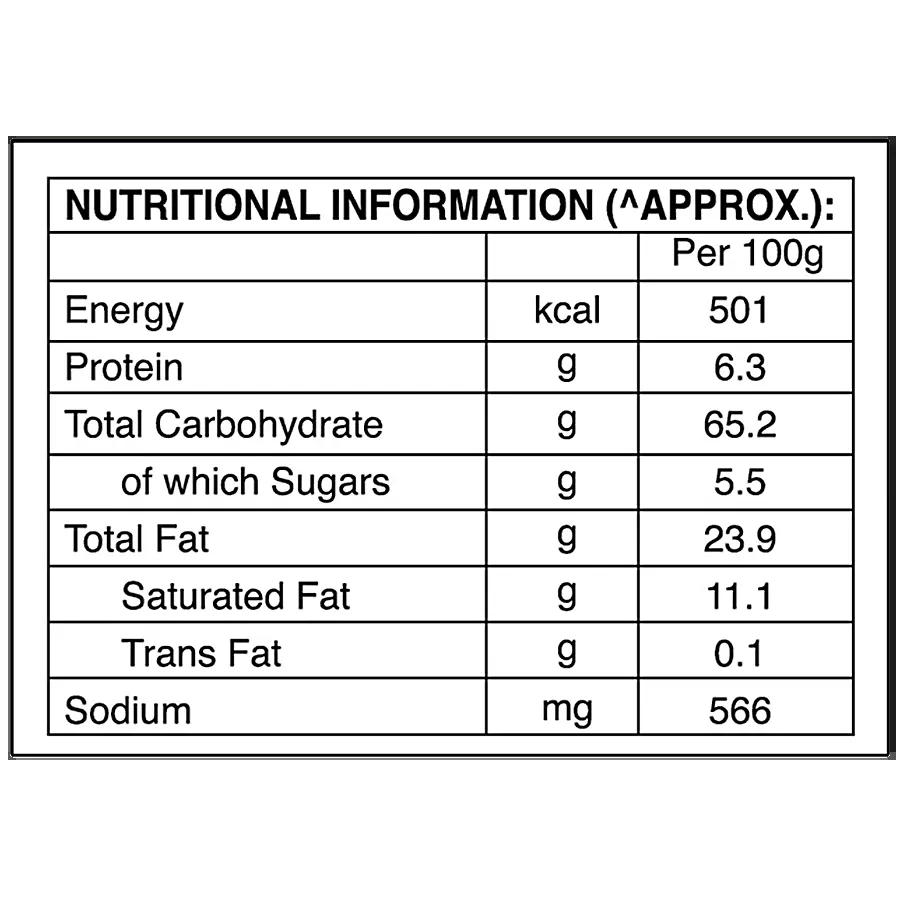 NUTRITIONAL INFORMATION (^APPROX.):
Per 100g
Energy kcal 501
Protein g 6.3
Total Carbohydrate g 65.2
of which Sugars g 5.5
Total Fat g 23.9
Saturated Fat g 11.1
Trans Fat g 0.1
Sodium mg 566